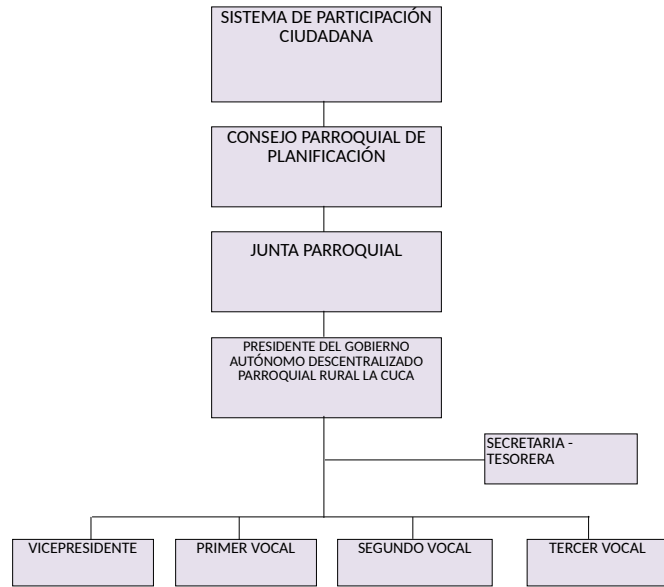 SISTEMA DE PARTICIPACIÓN
CIUDADANA
CONSEJO PARROQUIAL DE
PLANIFICACIÓN
JUNTA PARROQUIAL
PRESIDENTE DEL GOBIERNO
AUTÓNOMO DESCENTRALIZADO
PARROQUIAL RURAL LA CUCA
SECRETARIA -
TESORERA
VICEPRESIDENTE
PRIMER VOCAL
SEGUNDO VOCAL
TERCER VOCAL